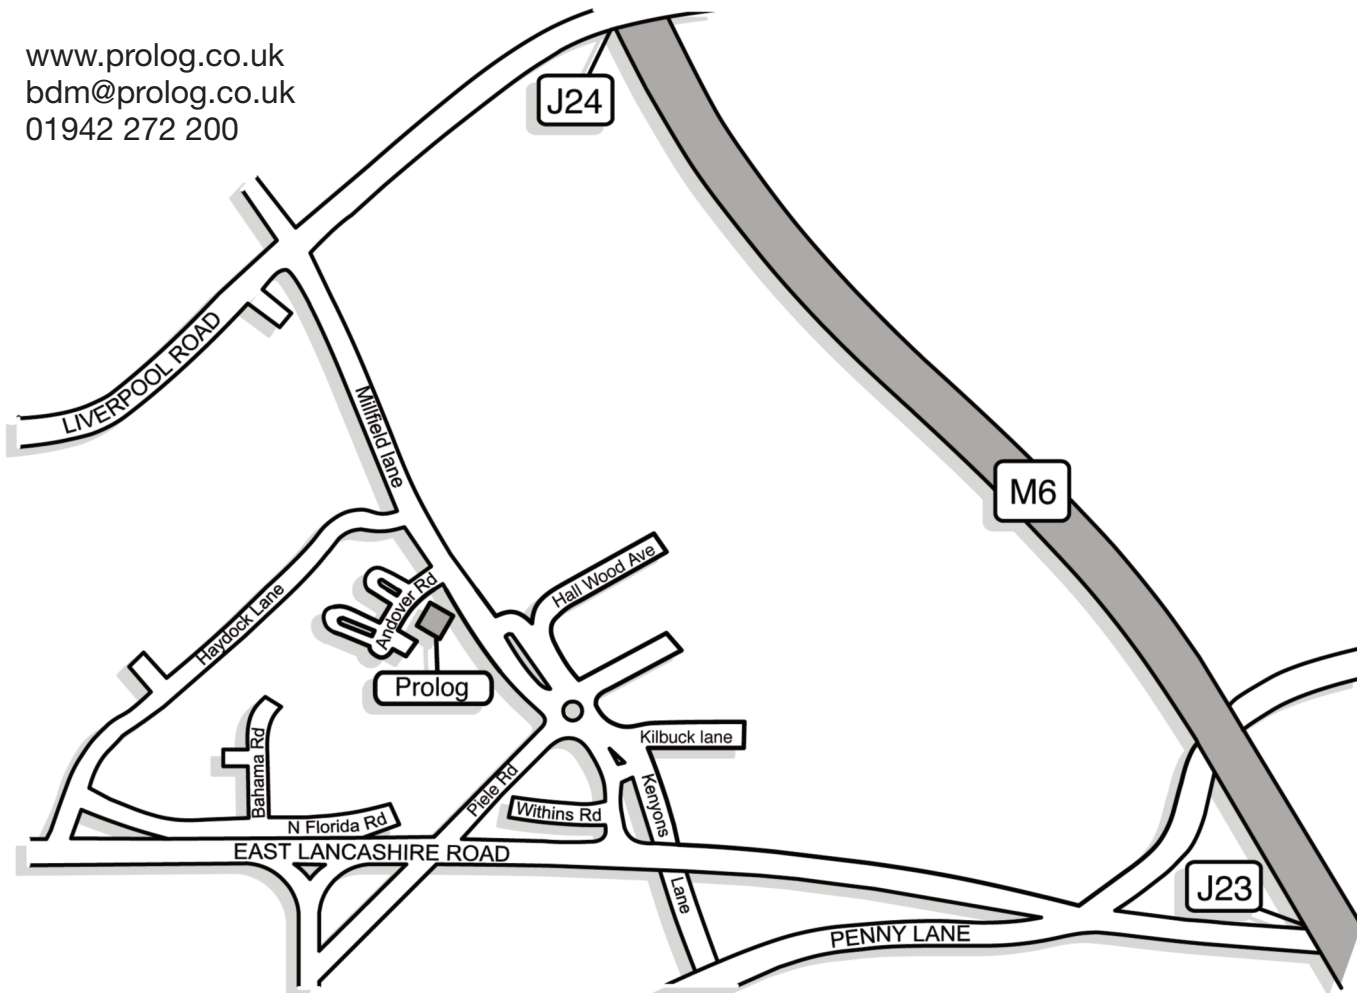 www.prolog.co.uk
bdm@prolog.co.uk
01942 272 200
J24
LIVERPOOL ROAD
Millfield lane
M6
Hall Wood Ave
Haydock Lane
Andover Rd
Prolog
Kilbuck lane
Bahama Rd
Piele Rd
Kenyons
Lane
Withins Rd
N Florida Rd
EAST LANCASHIRE ROAD
J23
PENNY LANE